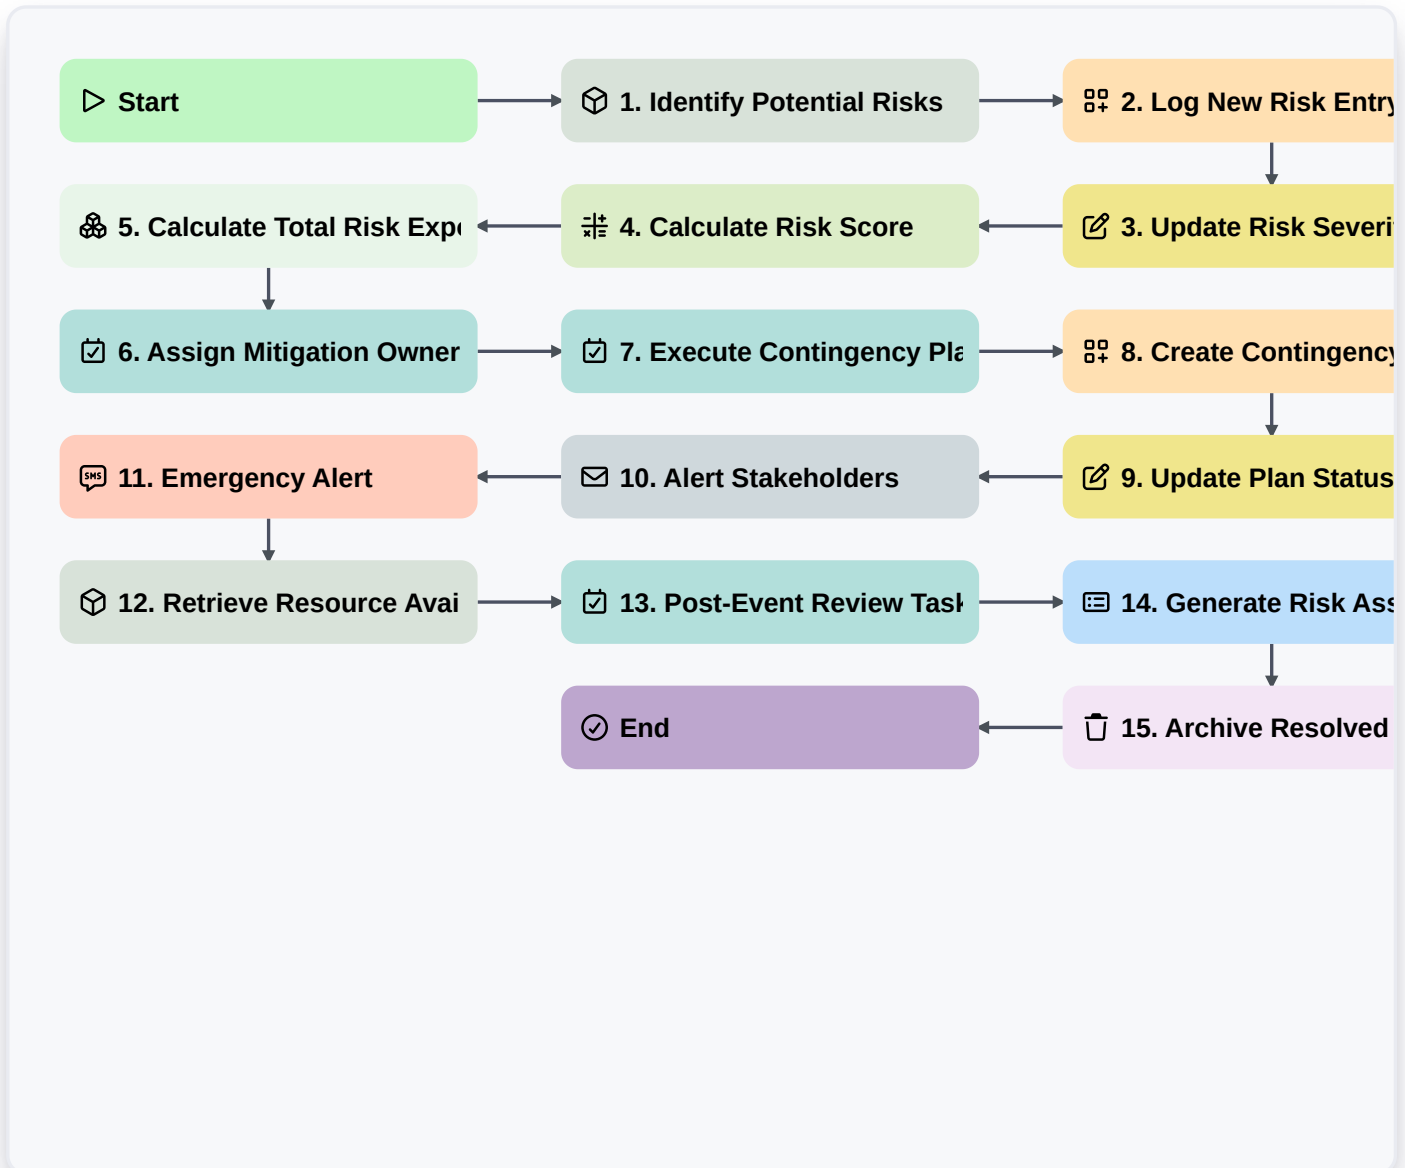 Start
1. Identify Potential Risks
2. Log New Risk Entry
5. Calculate Total Risk Expo
4. Calculate Risk Score
3. Update Risk Severi
6. Assign Mitigation Owner
7. Execute Contingency Pla
8. Create Contingency
SMS
11. Emergency Alert
10. Alert Stakeholders
9. Update Plan Status
12. Retrieve Resource Avai
13. Post-Event Review Task
14. Generate Risk Ass
End
15. Archive Resolved